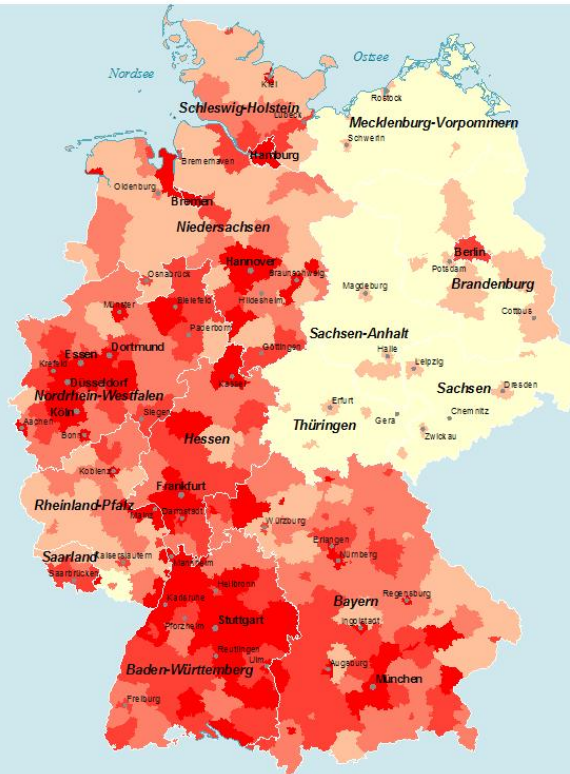 Ostsee
Nordsee
Kiel
Rostock
Schleswig-Holstein
Lübeck
Mecklenburg-Vorpommern
Schwerin
Hamburg
Bremerhaven
Oldenburg
Bremen
Niedersachsen
Berlin
Hannover
Potsdam
Osnabrück
Braunschweig
Brandenburg
Magdeburg
Hildesheim
Bielefeld
Münster
Cottbus
Paderborn
Sachsen-Anhalt
Dortmund
Göttingen
Halle
Essen
Leipzig
Krefeld
Kassel
Düsseldorf
Sachsen
Dresden
Nordrhein-Westfalen
Erfurt
Köln
Siegen
Gera
Chemnitz
Aachen
Thüringen
Zwickau
Bonn
Hessen
Koblenz
Frankfurt
Rheinland-Pfalz
Mainz
Darmstadt
Würzburg
Erlangen
Saarland
Kaiserslautern
Nürnberg
Mannheim
Saarbrücken
Heilbronn
Karlsruhe
Bayern
Regensburg
Pforzheim
Stuttgart
Ingolstadt
Reutlingen
Ulm
Augsburg
Baden-Württemberg
München
Freiburg